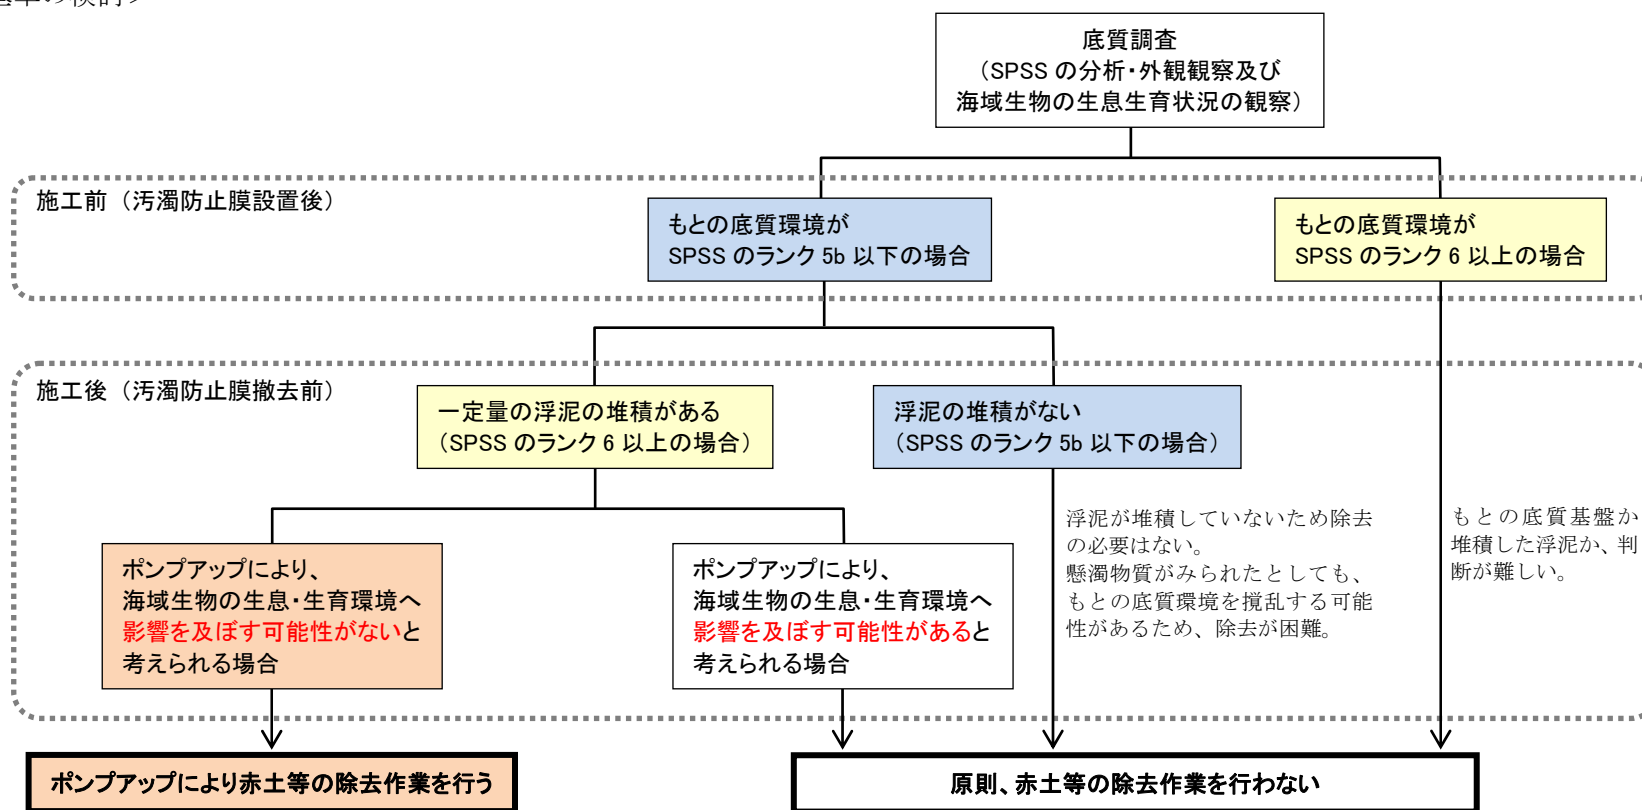 底質調査
（SPSS の分析・外観観察及び
海域生物の生息生育状況の観察）
施工前（汚濁防止膜設置後）
もとの底質環境が
SPSS のランク 5b 以下の場合
もとの底質環境が
SPSS のランク 6 以上の場合
施工後（汚濁防止膜撤去前）
一定量の浮泥の堆積がある
（SPSS のランク 6 以上の場合）
浮泥の堆積がない
（SPSS のランク 5b 以下の場合）
ポンプアップにより、
海域生物の生息・生育環境へ
影響を及ぼす可能性がないと
考えられる場合
ポンプアップにより、
海域生物の生息・生育環境へ
影響を及ぼす可能性があると
考えられる場合
浮泥が堆積していないため除去
の必要はない。
懸濁物質がみられたとしても、
もとの底質環境を撹乱する可能
性があるため、除去が困難。
もとの底質基盤か
堆積した浮泥か、判
断が難しい。
ポンプアップにより赤土等の除去作業を行う
原則、赤土等の除去作業を行わない